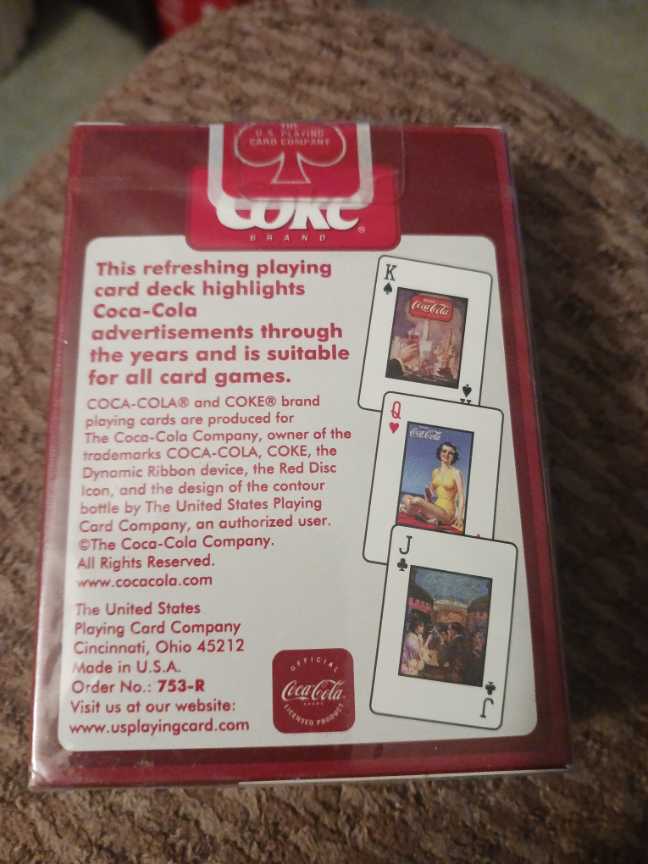 THE
U.S. PLAYING
CARD COMPANY
COKE®
BRAND
This refreshing playing
card deck highlights
Coca-Cola
advertisements through
the years and is suitable
for all card games.
COCA-COLA® and COKE® brand
playing cards are produced for
The Coca-Cola Company, owner of the
trademarks COCA-COLA, COKE, the
Dynamic Ribbon device, the Red Disc
Icon, and the design of the contour
bottle by The United States Playing
Card Company, an authorized user.
©The Coca-Cola Company.
All Rights Reserved.
www.cocacola.com
The United States
Playing Card Company
Cincinnati, Ohio 45212
Made in U.S.A.
Order No.: 753-R
Visit us at our website:
www.usplayingcard.com
OFFICIAL
Coca-Cola
BRAND
LICENSED PRODUCT
K
Coca-Cola
K
Q
Coca-Cola
J
J